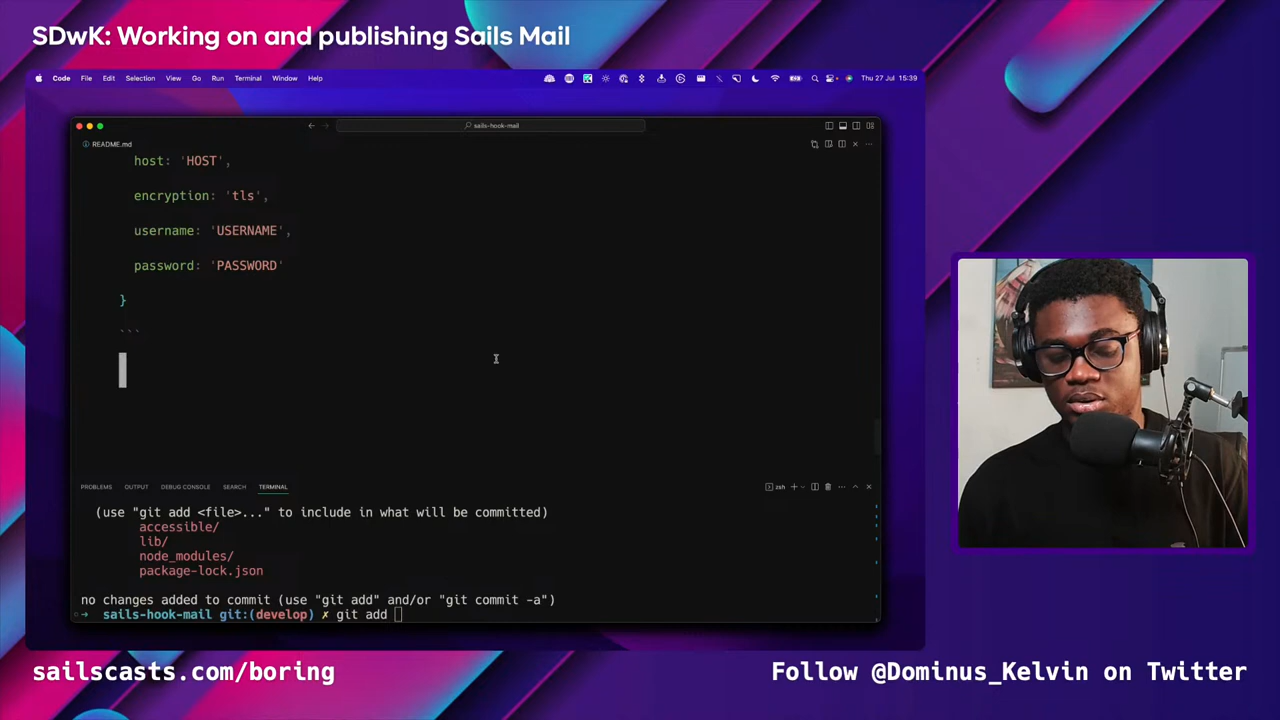 SDwK: Working on and publishing Sails Mail
Code File Edit Selection View Go Run Terminal Window Help
Thu 27 Jul 15:39
sails-hook-mail
README.md
host: 'HOST',
encryption: 'tls',
username: 'USERNAME',
password: 'PASSWORD'
}
```
PROBLEMS OUTPUT DEBUG CONSOLE SEARCH TERMINAL
zsh
(use "git add <file>..." to include in what will be committed)
accessible/
lib/
node_modules/
package-lock.json
no changes added to commit (use "git add" and/or "git commit -a")
→ sails-hook-mail git:(develop) ✗ git add
sailscasts.com/boring
Follow @Dominus_Kelvin on Twitter